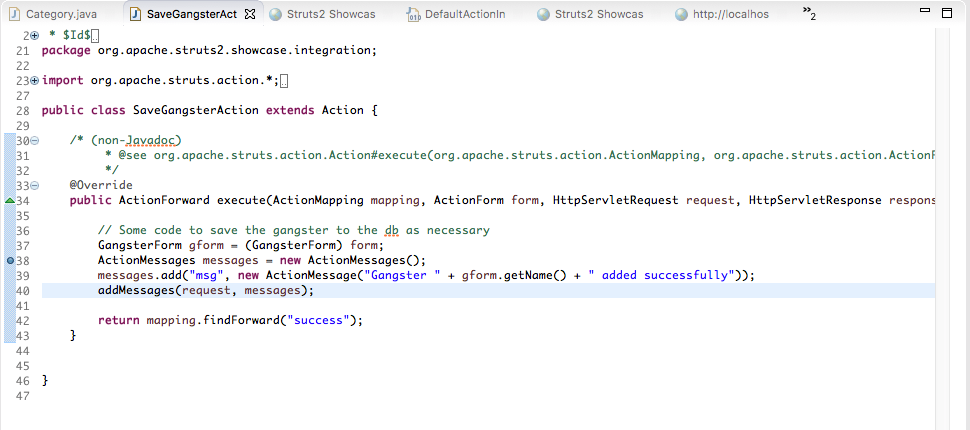 Category.java SaveGangsterAct Struts2 Showcas DefaultActionIn Struts2 Showcas http://localhos »2
2 * $Id$
21 package org.apache.struts2.showcase.integration;
22
23 import org.apache.struts.action.*;
27
28 public class SaveGangsterAction extends Action {
29
30 /* (non-Javadoc)
31 * @see org.apache.struts.action.Action#execute(org.apache.struts.action.ActionMapping, org.apache.struts.action.ActionF
32 */
33 @Override
34 public ActionForward execute(ActionMapping mapping, ActionForm form, HttpServletRequest request, HttpServletResponse respons
35
36 // Some code to save the gangster to the db as necessary
37 GangsterForm gform = (GangsterForm) form;
38 ActionMessages messages = new ActionMessages();
39 messages.add("msg", new ActionMessage("Gangster " + gform.getName() + " added successfully"));
40 addMessages(request, messages);
41
42 return mapping.findForward("success");
43 }
44
45
46 }
47